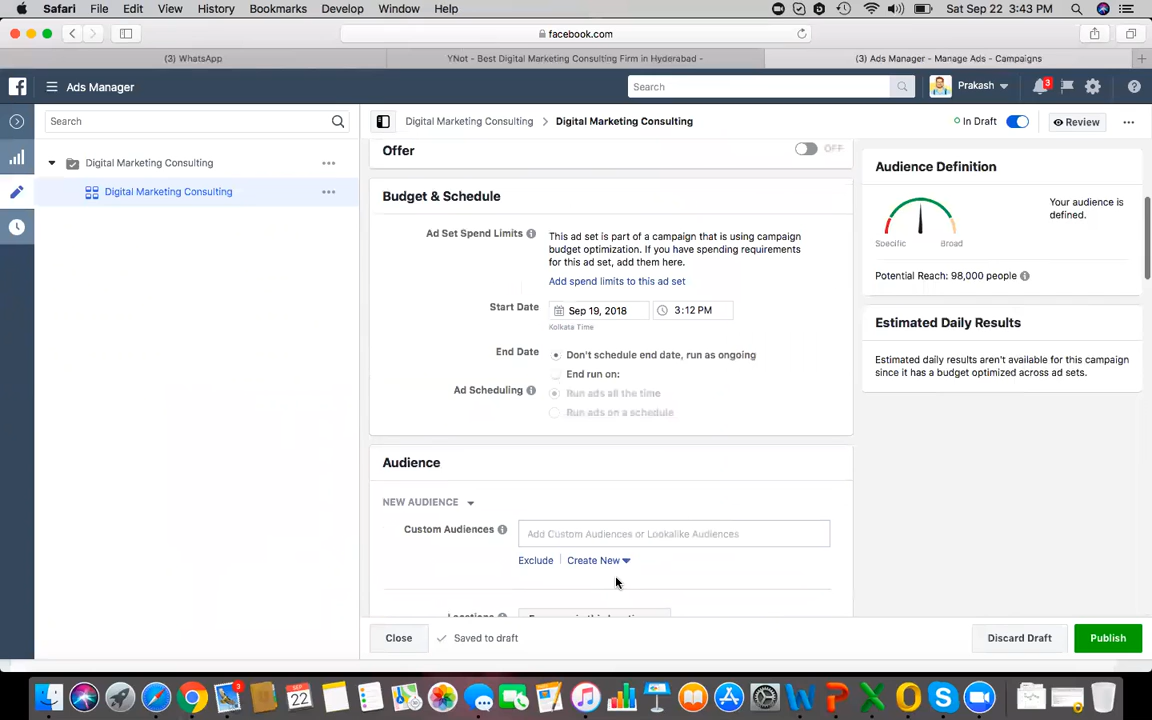 Safari File Edit View History Bookmarks Develop Window Help Sat Sep 22 3:43 PM
facebook.com
(3) WhatsApp YNot - Best Digital Marketing Consulting Firm in Hyderabad - (3) Ads Manager - Manage Ads - Campaigns
Ads Manager Search Prakash 3
Search Digital Marketing Consulting > Digital Marketing Consulting In Draft Review
Digital Marketing Consulting
Digital Marketing Consulting
Offer OFF
Budget & Schedule
Ad Set Spend Limits This ad set is part of a campaign that is using campaign
budget optimization. If you have spending requirements
for this ad set, add them here.
Add spend limits to this ad set
Start Date Sep 19, 2018 3:12 PM
Kolkata Time
End Date Don't schedule end date, run as ongoing
End run on:
Ad Scheduling Run ads all the time
Run ads on a schedule
Audience
NEW AUDIENCE
Custom Audiences Add Custom Audiences or Lookalike Audiences
Exclude Create New
Close Saved to draft Discard Draft Publish
Audience Definition
Your audience is
defined.
Specific Broad
Potential Reach: 98,000 people
Estimated Daily Results
Estimated daily results aren't available for this campaign
since it has a budget optimized across ad sets.
3
SEP
22